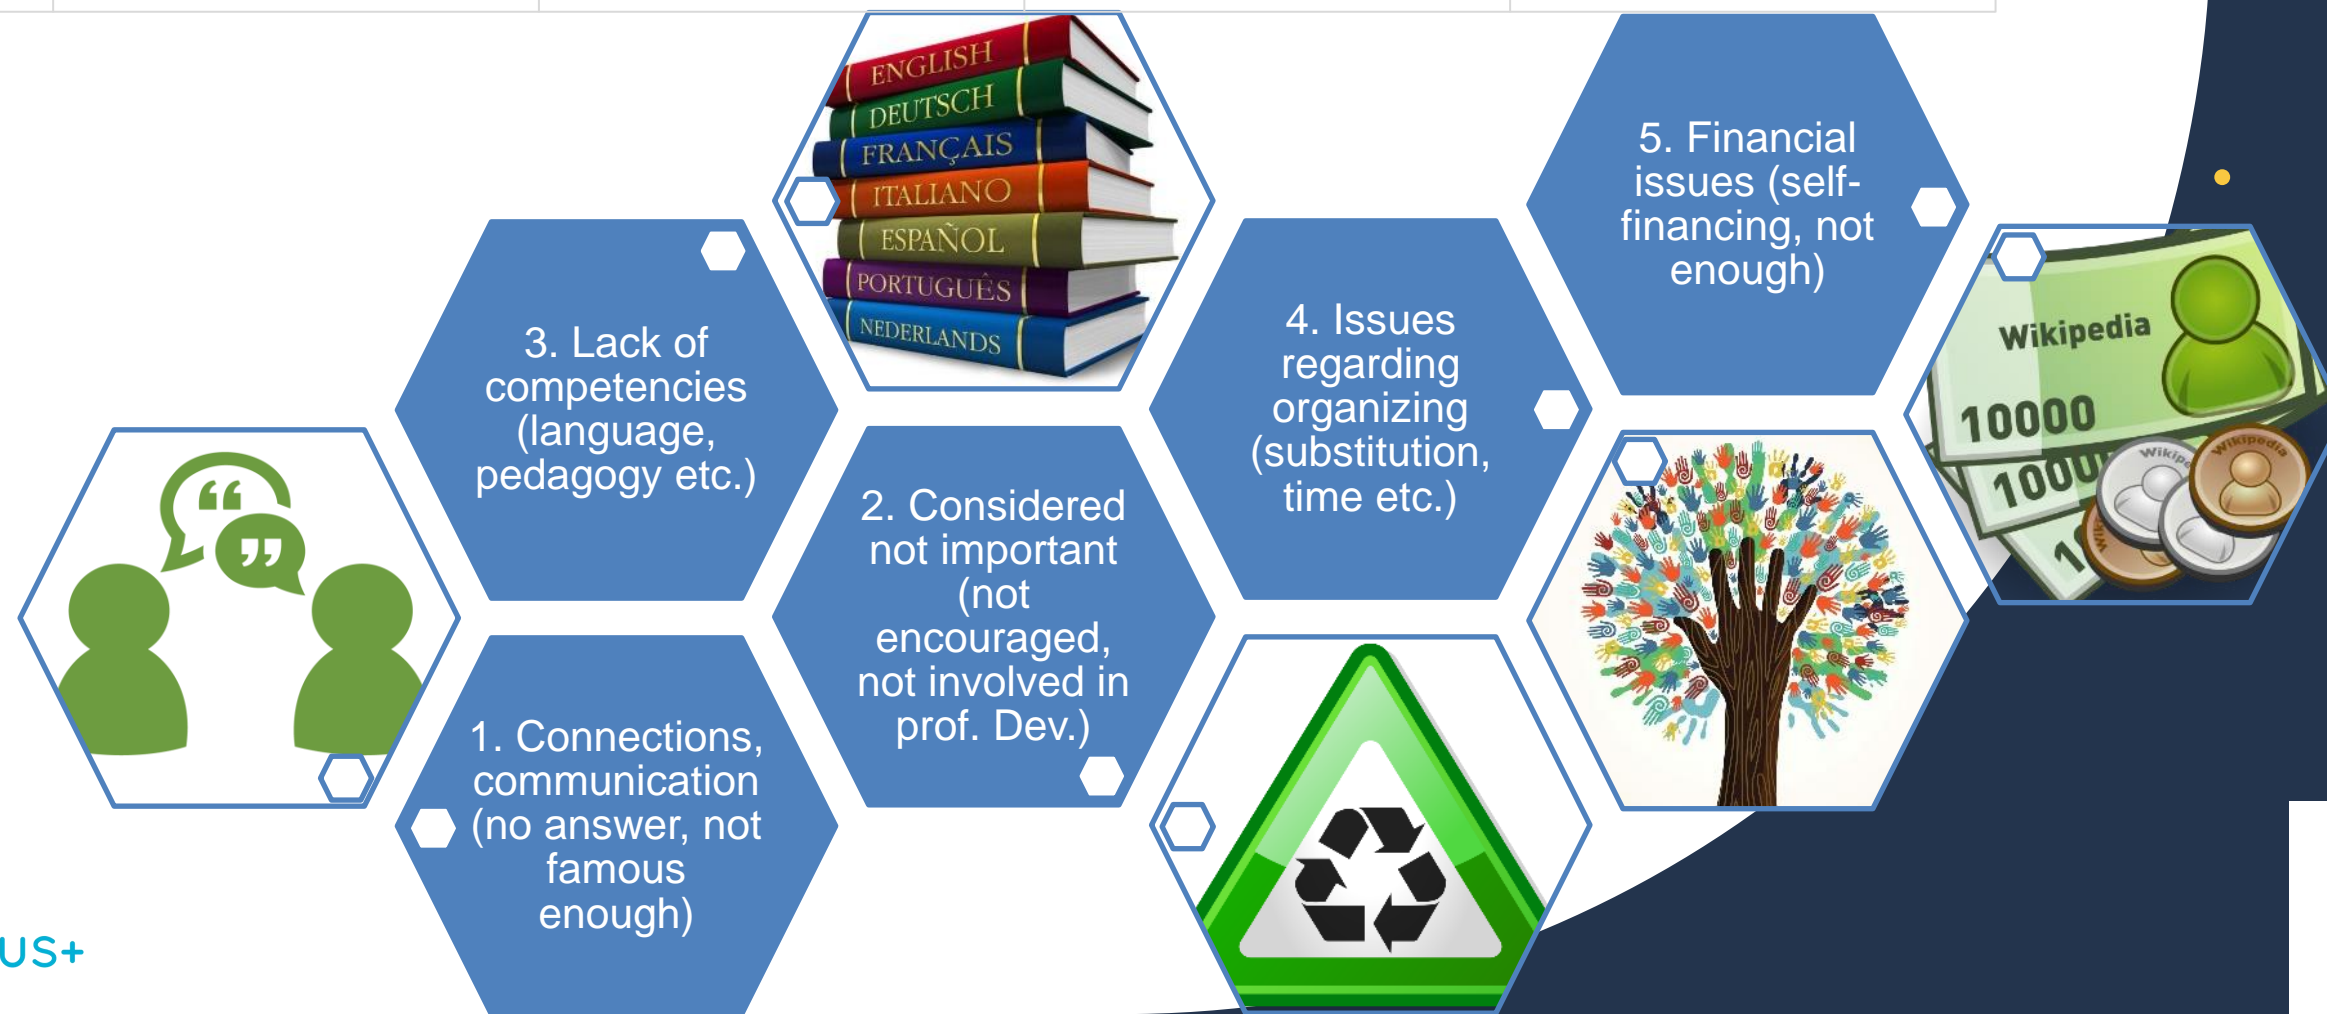 ENGLISH
DEUTSCH
FRANÇAIS
ITALIANO
ESPAÑOL
PORTUGUÊS
NEDERLANDS
5. Financial
issues (self-
financing, not
enough)
3. Lack of
competencies
(language,
pedagogy etc.)
4. Issues
regarding
organizing
(substitution,
time etc.)
Wikipedia
10000
1000
Wikipedia
2. Considered
not important
(not
encouraged,
not involved in
prof. Dev.)
1. Connections,
communication
(no answer, not
famous
enough)
US+